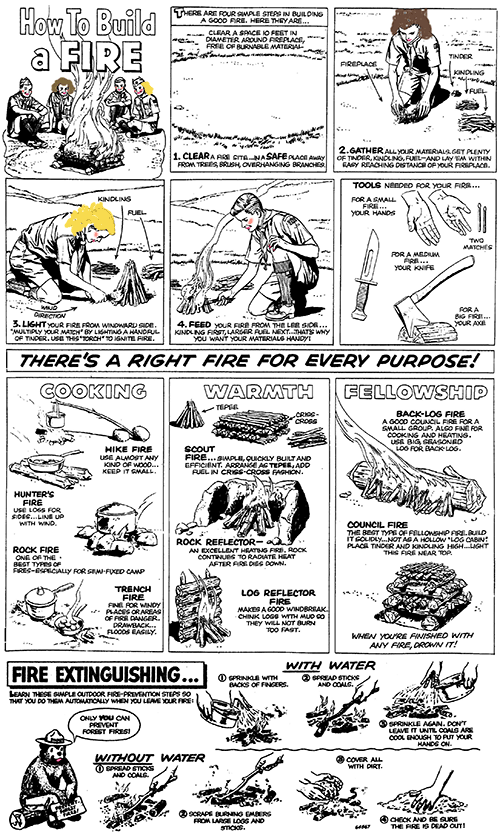 How To Build
a FIRE
THERE ARE FOUR SIMPLE STEPS IN BUILDING
A GOOD FIRE. HERE THEY ARE...
CLEAR A SPACE 10 FEET IN
DIAMETER AROUND FIREPLACE,
FREE OF BURNABLE MATERIAL.
1. CLEAR A FIRE SITE...IN A SAFE PLACE AWAY
FROM TREES, BRUSH, OVERHANGING BRANCHES.
FIREPLACE
TINDER
KINDLING
FUEL
2. GATHER ALL YOUR MATERIALS. GET PLENTY
OF TINDER, KINDLING, FUEL—AND LAY 'EM WITHIN
EASY REACHING DISTANCE OF YOUR FIREPLACE.
KINDLING
FUEL
WIND
DIRECTION
3. LIGHT YOUR FIRE FROM WINDWARD SIDE.
"MULTIPLY YOUR MATCH" BY LIGHTING A HANDFUL
OF TINDER. USE THIS "TORCH" TO IGNITE FIRE.
4. FEED YOUR FIRE FROM THE LEE SIDE...
KINDLING FIRST, LARGER FUEL NEXT...THAT'S WHY
YOU WANT YOUR MATERIALS HANDY!
TOOLS NEEDED FOR YOUR FIRE...
FOR A SMALL
FIRE...
YOUR HANDS
TWO
MATCHES
FOR A MEDIUM
FIRE...
YOUR KNIFE
FOR A
BIG FIRE...
YOUR AXE
THERE'S A RIGHT FIRE FOR EVERY PURPOSE!
COOKING
HIKE FIRE
USE ALMOST ANY
KIND OF WOOD...
KEEP IT SMALL.
HUNTER'S
FIRE
USE LOGS FOR
SIDES...LINE UP
WITH WIND.
ROCK FIRE
ONE OF THE
BEST TYPES OF
FIRES—ESPECIALLY FOR SEMI-FIXED CAMP
TRENCH
FIRE
FINE FOR WINDY
PLACES OR AREAS
OF FIRE DANGER.
DRAWBACK...
FLOODS EASILY.
WARMTH
TEPEE
CRISS-
CROSS
SCOUT
FIRE...SIMPLE, QUICKLY BUILT AND
EFFICIENT. ARRANGE AS TEPEE, ADD
FUEL IN CRISS-CROSS FASHION.
ROCK REFLECTOR—
AN EXCELLENT HEATING FIRE. ROCK
CONTINUES TO RADIATE HEAT
AFTER FIRE DIES DOWN.
LOG REFLECTOR
FIRE
MAKES A GOOD WINDBREAK.
CHINK LOGS WITH MUD SO
THEY WILL NOT BURN
TOO FAST.
FELLOWSHIP
BACK-LOG FIRE
A GOOD COUNCIL FIRE FOR A
SMALL GROUP. ALSO FINE FOR
COOKING AND HEATING.
USE BIG, SEASONED
LOG FOR BACK-LOG.
COUNCIL FIRE
THE BEST TYPE OF FELLOWSHIP FIRE. BUILD
IT SOLIDLY...NOT AS A HOLLOW "LOG CABIN."
PLACE TINDER AND KINDLING HIGH...LIGHT
THIS FIRE NEAR TOP.
WHEN YOU'RE FINISHED WITH
ANY FIRE, DROWN IT!
FIRE EXTINGUISHING...
LEARN THESE SIMPLE OUTDOOR FIRE-PREVENTION STEPS SO
THAT YOU DO THEM AUTOMATICALLY WHEN YOU LEAVE YOUR FIRE!
ONLY YOU CAN
PREVENT
FOREST FIRES!
WITH WATER
① SPRINKLE WITH
BACKS OF FINGERS.
② SPREAD STICKS
AND COALS.
③ SPRINKLE AGAIN. DON'T
LEAVE IT UNTIL COALS ARE
COOL ENOUGH TO PUT YOUR
HANDS ON.
WITHOUT WATER
① SPREAD STICKS
AND COALS.
② SCRAPE BURNING EMBERS
FROM LARGE LOGS AND
STICKS.
③ COVER ALL
WITH DIRT.
④ CHECK AND BE SURE
THE FIRE IS DEAD OUT!